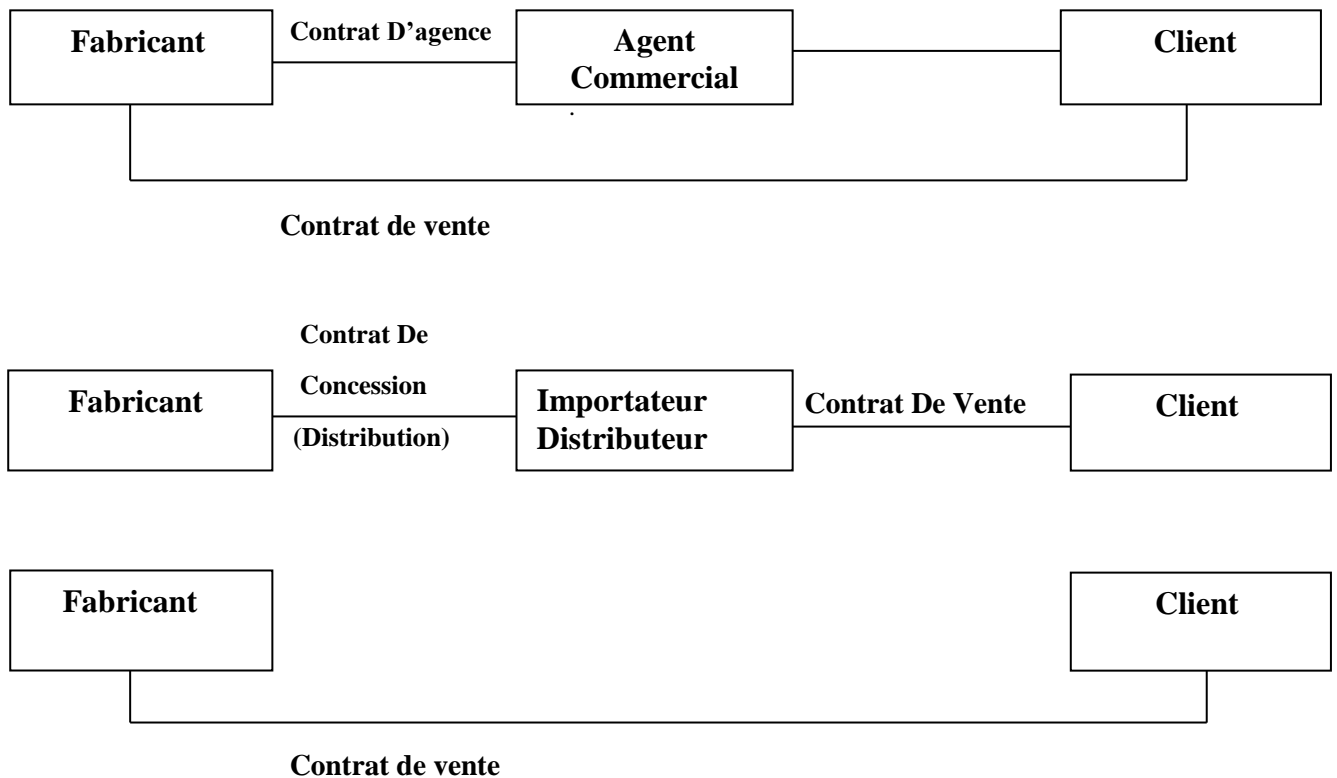 Fabricant
Contrat D’agence
Agent
Commercial
.
Client
Contrat de vente
Fabricant
Contrat De
Concession
(Distribution)
Importateur
Distributeur
Contrat De Vente
Client
Fabricant
Client
Contrat de vente